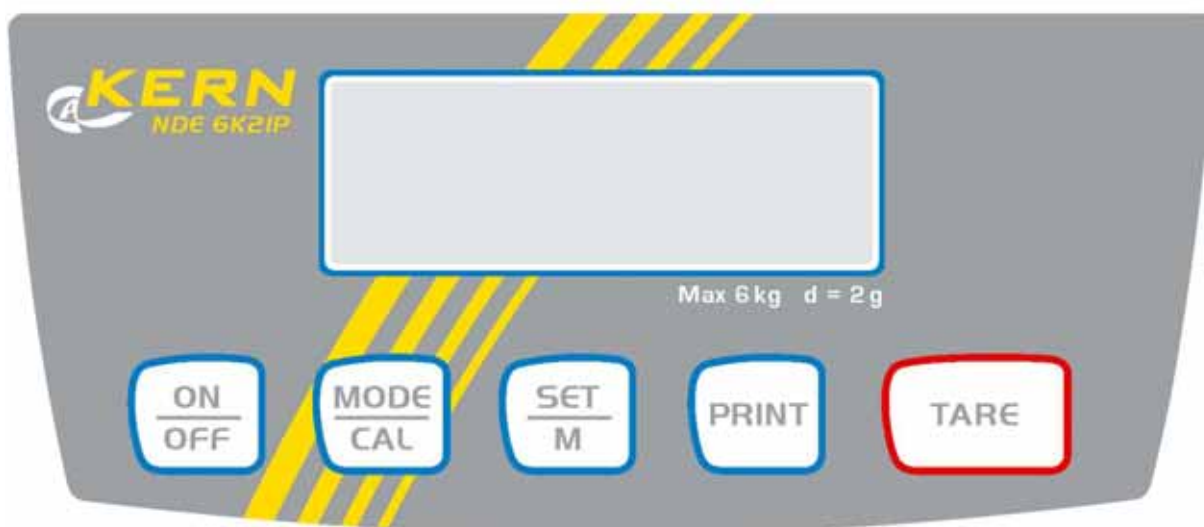 KERN
NDE 6K2IP
Max 6 kg d = 2 g
ON
OFF
MODE
CAL
SET
M
PRINT
TARE